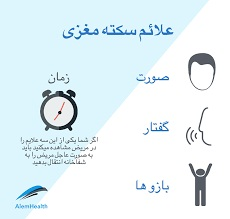 علائم سکته مغزی
صورت
زمان
گفتار
اگر شما یکی از این سه علایم را
در مریض مشاهده میکنید باید
به صورت عاجل مریض را به
شفاخانه انتقال بدهید
بازو ها
AlemHealth